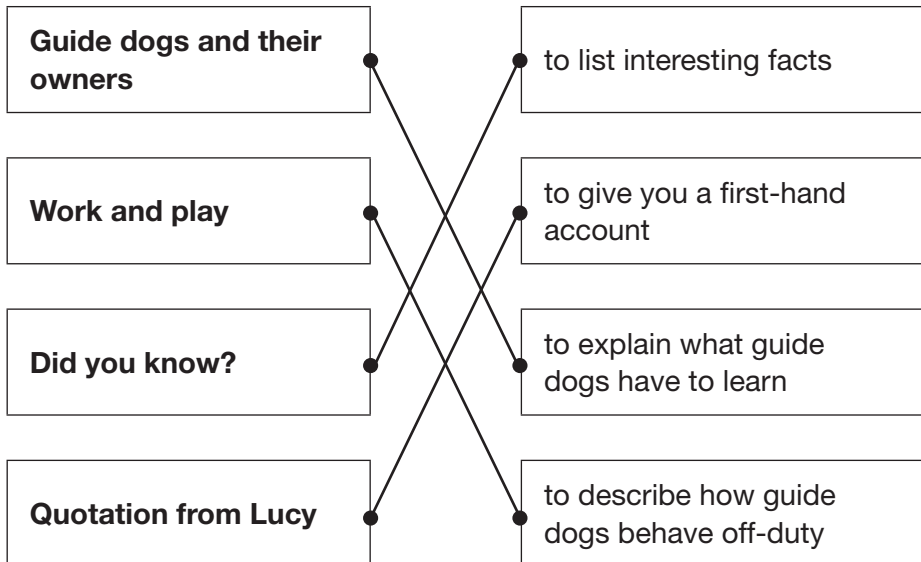 Guide dogs and their
owners
to list interesting facts
Work and play
to give you a first-hand
account
Did you know?
to explain what guide
dogs have to learn
Quotation from Lucy
to describe how guide
dogs behave off-duty